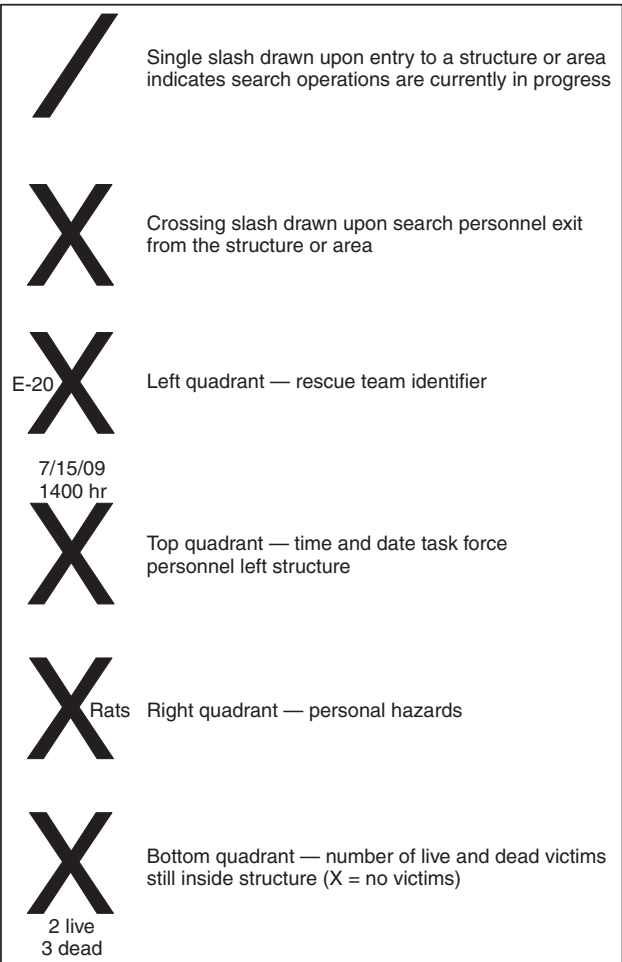 Single slash drawn upon entry to a structure or area
indicates search operations are currently in progress
Crossing slash drawn upon search personnel exit
from the structure or area
E-20
Left quadrant — rescue team identifier
7/15/09
1400 hr
Top quadrant — time and date task force
personnel left structure
Rats
Right quadrant — personal hazards
Bottom quadrant — number of live and dead victims
still inside structure (X = no victims)
2 live
3 dead